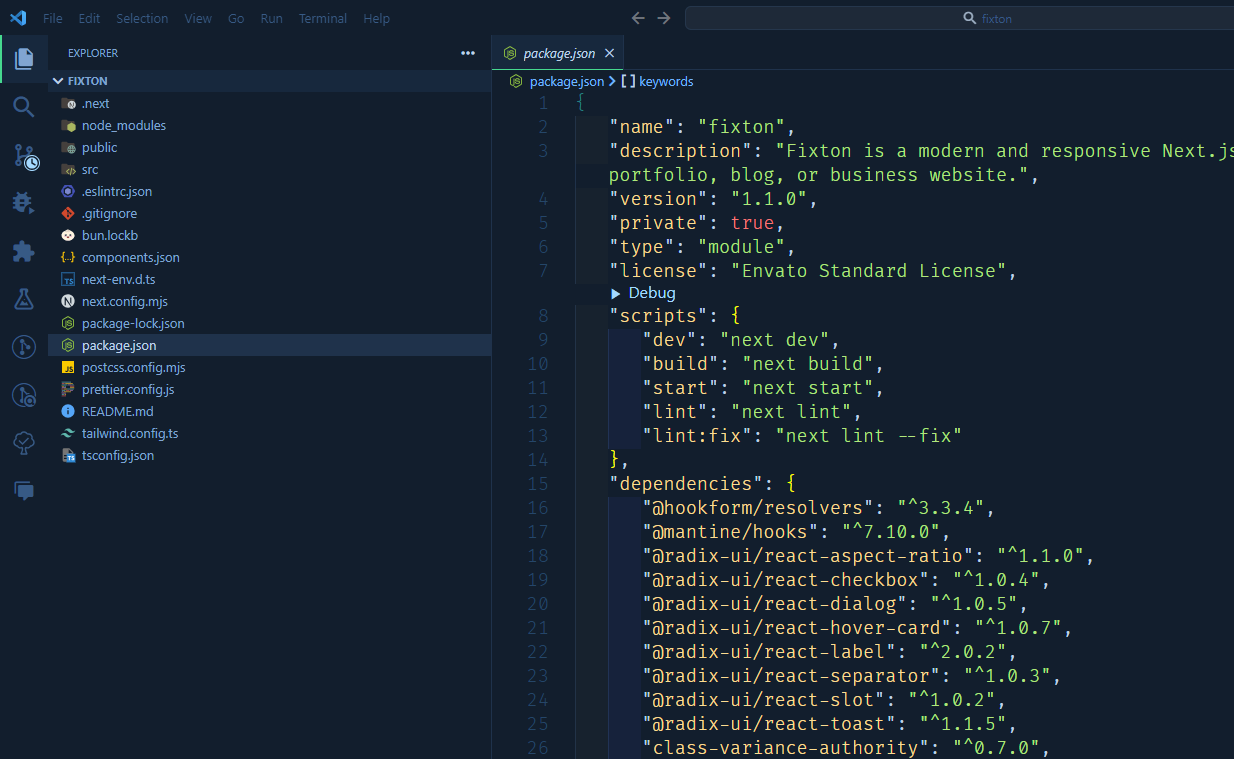 File Edit Selection View Go Run Terminal Help
fixton
EXPLORER
FIXTON
.next
node_modules
public
src
.eslintrc.json
.gitignore
bun.lockb
components.json
next-env.d.ts
next.config.mjs
package-lock.json
package.json
postcss.config.mjs
prettier.config.js
README.md
tailwind.config.ts
tsconfig.json
package.json
package.json > [ ] keywords
1 {
2 "name": "fixton",
3 "description": "Fixton is a modern and responsive Next.js
portfolio, blog, or business website.",
4 "version": "1.1.0",
5 "private": true,
6 "type": "module",
7 "license": "Envato Standard License",
Debug
8 "scripts": {
9 "dev": "next dev",
10 "build": "next build",
11 "start": "next start",
12 "lint": "next lint",
13 "lint:fix": "next lint --fix"
14 },
15 "dependencies": {
16 "@hookform/resolvers": "^3.3.4",
17 "@mantine/hooks": "^7.10.0",
18 "@radix-ui/react-aspect-ratio": "^1.1.0",
19 "@radix-ui/react-checkbox": "^1.0.4",
20 "@radix-ui/react-dialog": "^1.0.5",
21 "@radix-ui/react-hover-card": "^1.0.7",
22 "@radix-ui/react-label": "^2.0.2",
23 "@radix-ui/react-separator": "^1.0.3",
24 "@radix-ui/react-slot": "^1.0.2",
25 "@radix-ui/react-toast": "^1.1.5",
26 "class-variance-authority": "^0.7.0",